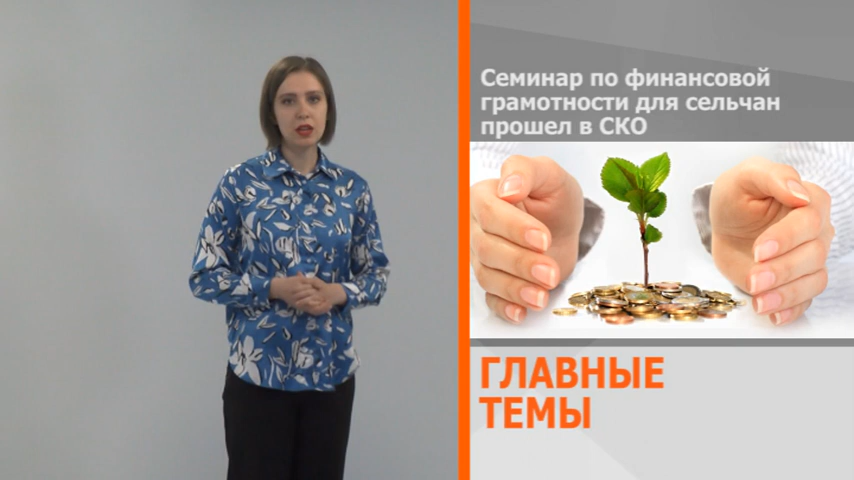 Семинар по финансовой
грамотности для сельчан
прошел в СКО
ГЛАВНЫЕ
ТЕМЫ